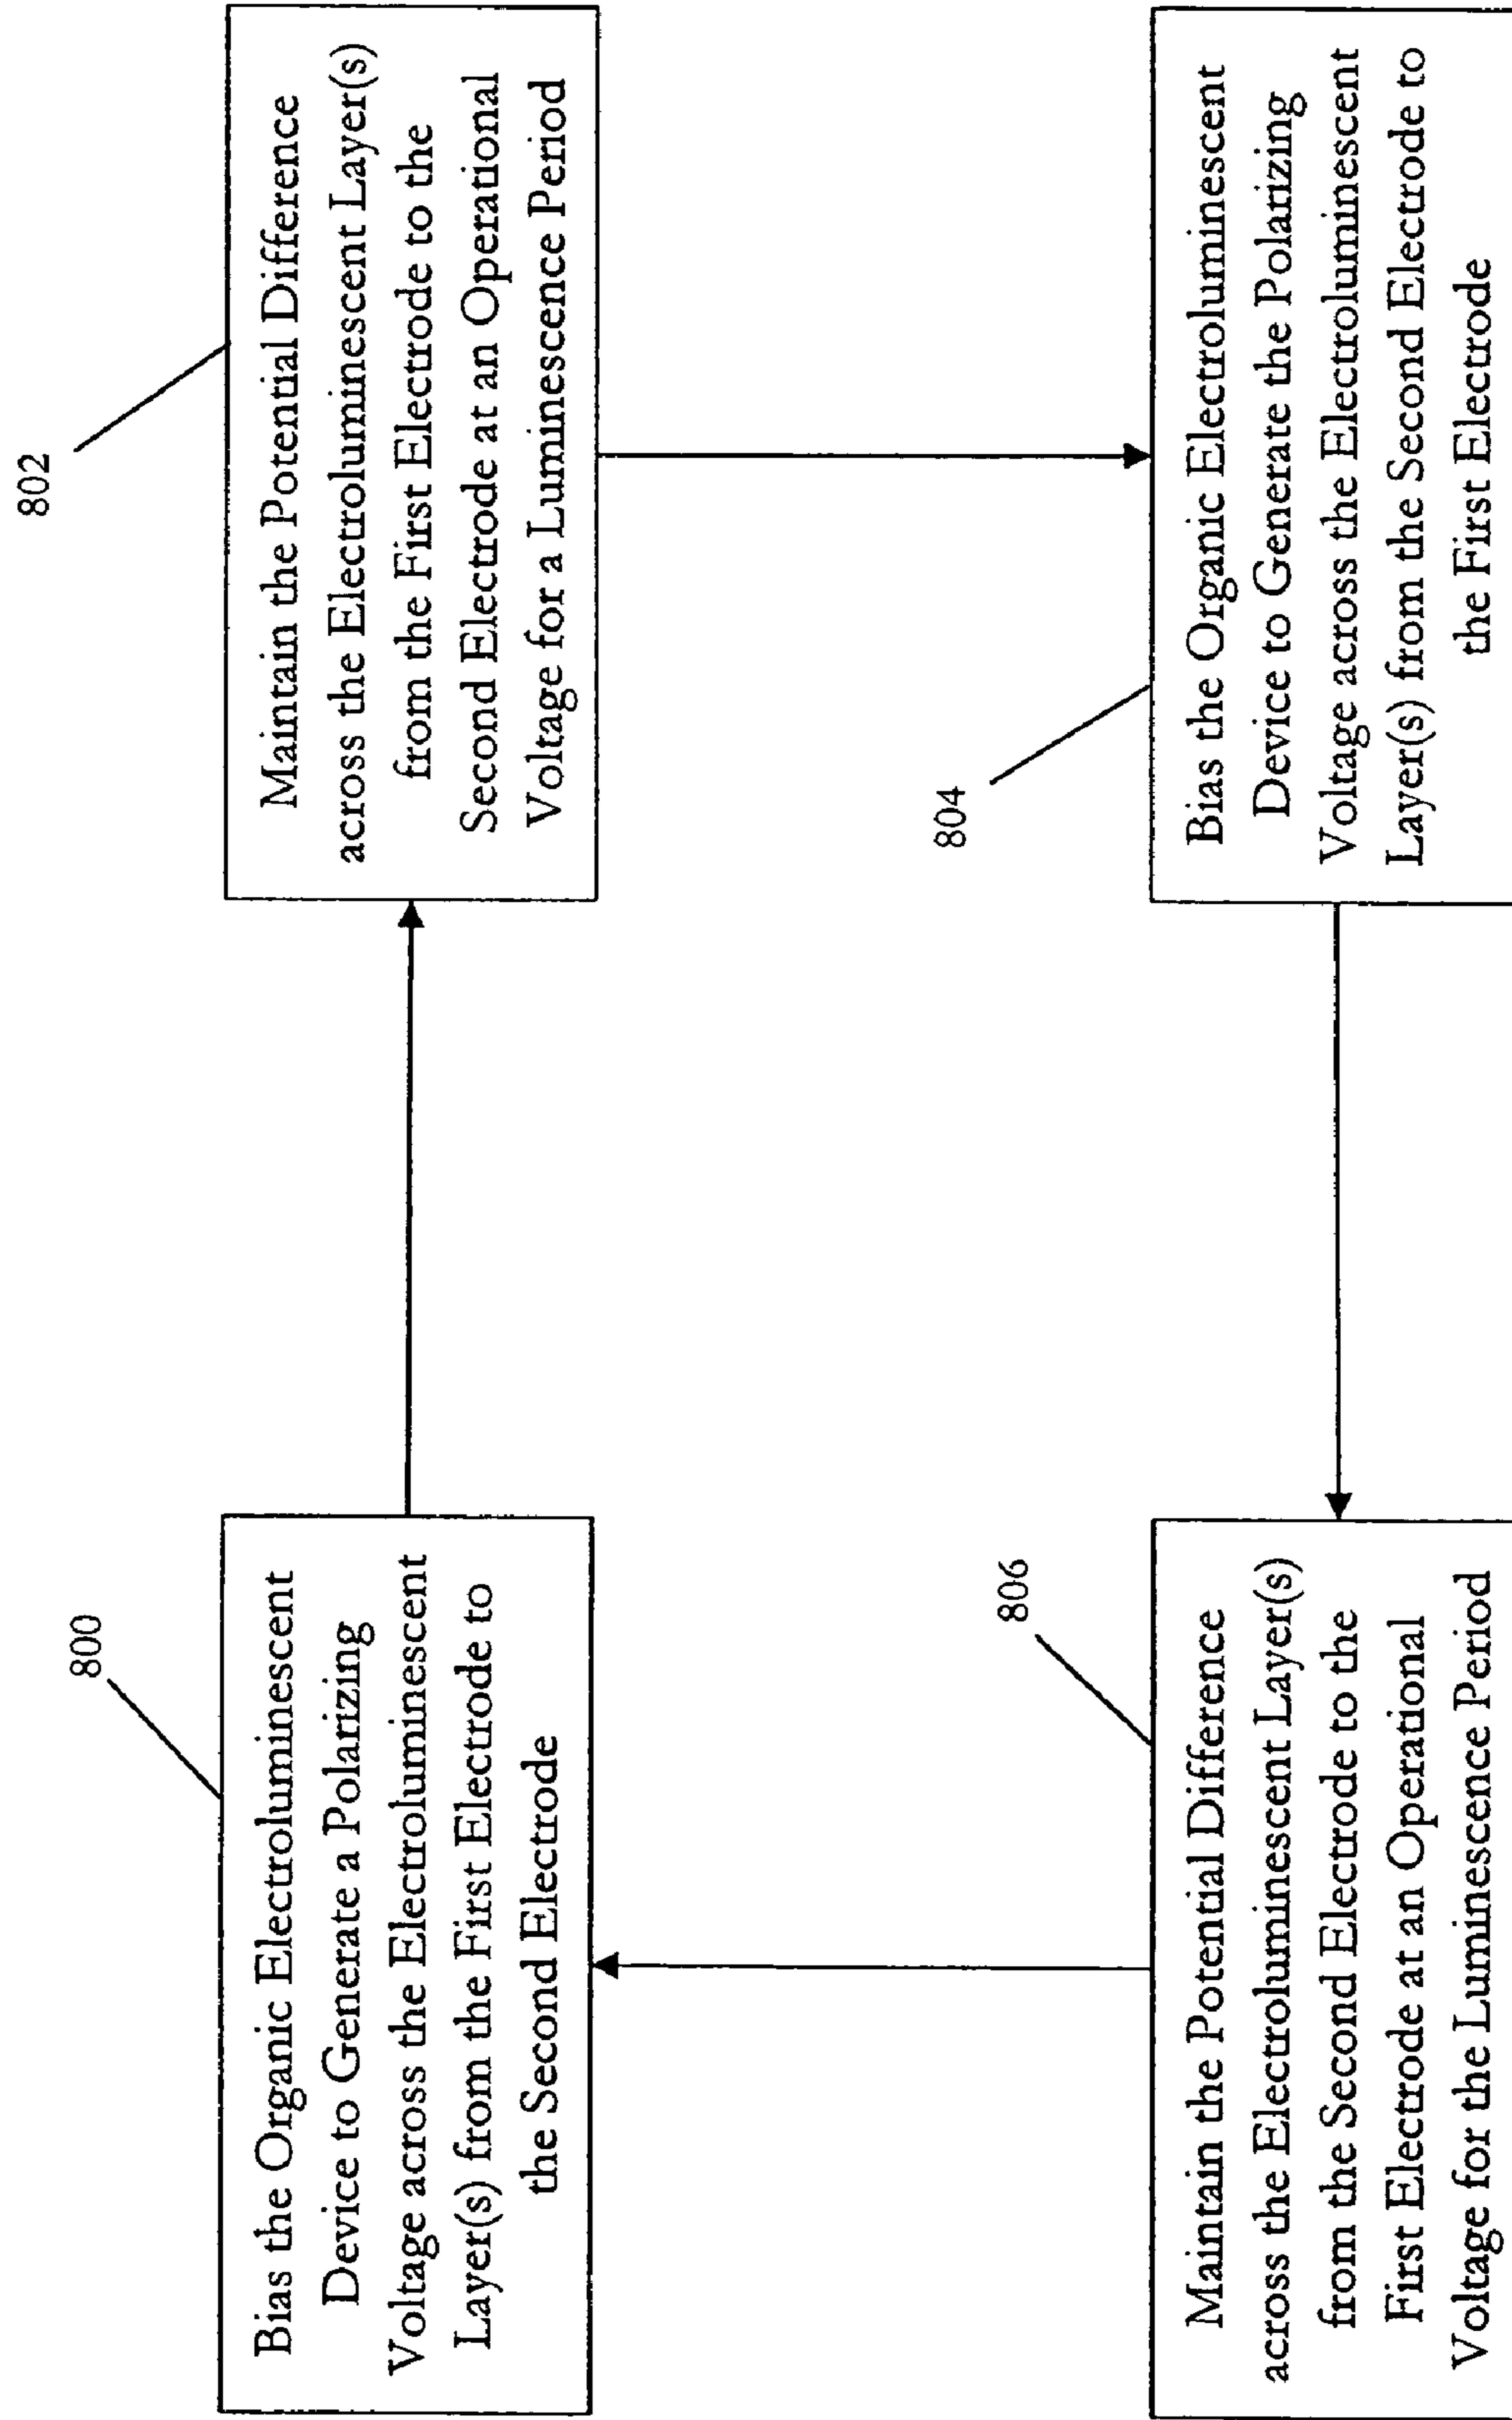 800
Bias the Organic Electroluminescent
Device to Generate a Polarizing
Voltage across the Electroluminescent
Layer(s) from the First Electrode to
the Second Electrode
802
Maintain the Potential Difference
across the Electroluminescent Layer(s)
from the First Electrode to the
Second Electrode at an Operational
Voltage for a Luminescence Period
804
Bias the Organic Electroluminescent
Device to Generate the Polarizing
Voltage across the Electroluminescent
Layer(s) from the Second Electrode to
the First Electrode
806
Maintain the Potential Difference
across the Electroluminescent Layer(s)
from the Second Electrode to the
First Electrode at an Operational
Voltage for the Luminescence Period